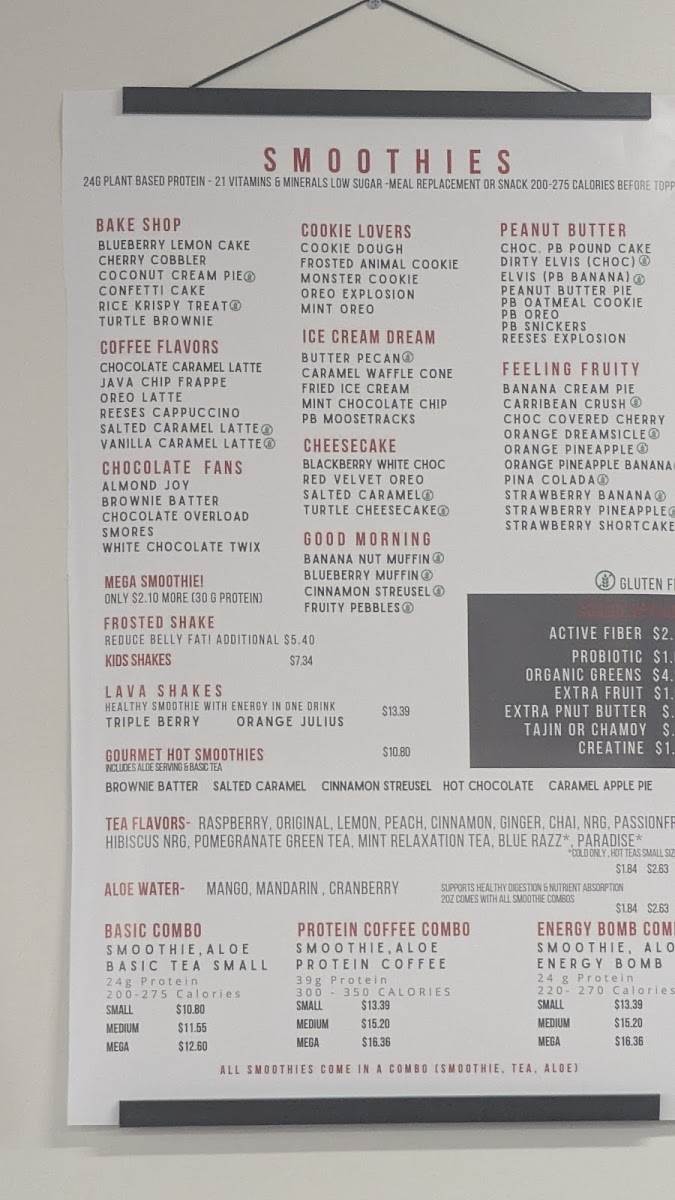 SMOOTHIES
24G PLANT BASED PROTEIN - 21 VITAMINS & MINERALS LOW SUGAR -MEAL REPLACEMENT OR SNACK 200-275 CALORIES BEFORE TOPP
BAKE SHOP
BLUEBERRY LEMON CAKE
CHERRY COBBLER
COCONUT CREAM PIE
CONFETTI CAKE
RICE KRISPY TREAT
TURTLE BROWNIE
COFFEE FLAVORS
CHOCOLATE CARAMEL LATTE
JAVA CHIP FRAPPE
OREO LATTE
REESES CAPPUCCINO
SALTED CARAMEL LATTE
VANILLA CARAMEL LATTE
CHOCOLATE FANS
ALMOND JOY
BROWNIE BATTER
CHOCOLATE OVERLOAD
SMORES
WHITE CHOCOLATE TWIX
COOKIE LOVERS
COOKIE DOUGH
FROSTED ANIMAL COOKIE
MONSTER COOKIE
OREO EXPLOSION
MINT OREO
ICE CREAM DREAM
BUTTER PECAN
CARAMEL WAFFLE CONE
FRIED ICE CREAM
MINT CHOCOLATE CHIP
PB MOOSETRACKS
CHEESECAKE
BLACKBERRY WHITE CHOC
RED VELVET OREO
SALTED CARAMEL
TURTLE CHEESECAKE
GOOD MORNING
BANANA NUT MUFFIN
BLUEBERRY MUFFIN
CINNAMON STREUSEL
FRUITY PEBBLES
PEANUT BUTTER
CHOC. PB POUND CAKE
DIRTY ELVIS (CHOC)
ELVIS (PB BANANA)
PEANUT BUTTER PIE
PB OATMEAL COOKIE
PB OREO
PB SNICKERS
REESES EXPLOSION
FEELING FRUITY
BANANA CREAM PIE
CARRIBEAN CRUSH
CHOC COVERED CHERRY
ORANGE DREAMSICLE
ORANGE PINEAPPLE
ORANGE PINEAPPLE BANANA
PINA COLADA
STRAWBERRY BANANA
STRAWBERRY PINEAPPLE
STRAWBERRY SHORTCAKE
GLUTEN F
MEGA SMOOTHIE!
ONLY $2.10 MORE (30 G PROTEIN)
FROSTED SHAKE
REDUCE BELLY FAT! ADDITIONAL $5.40
KIDS SHAKES $7.34
LAVA SHAKES
HEALTHY SMOOTHIE WITH ENERGY IN ONE DRINK
TRIPLE BERRY ORANGE JULIUS $13.39
GOURMET HOT SMOOTHIES $10.80
INCLUDES ALOE SERVING & BASIC TEA
ACTIVE FIBER $2.
PROBIOTIC $1.
ORGANIC GREENS $4.
EXTRA FRUIT $1.
EXTRA PNUT BUTTER $.
TAJIN OR CHAMOY $.
CREATINE $1.
BROWNIE BATTER SALTED CARAMEL CINNAMON STREUSEL HOT CHOCOLATE CARAMEL APPLE PIE
TEA FLAVORS- RASPBERRY, ORIGINAL, LEMON, PEACH, CINNAMON, GINGER, CHAI, NRG, PASSIONFR
HIBISCUS NRG, POMEGRANATE GREEN TEA, MINT RELAXATION TEA, BLUE RAZZ*, PARADISE*
*COLD ONLY, HOT TEAS SMALL SIZ
$1.84 $2.63
ALOE WATER- MANGO, MANDARIN , CRANBERRY
SUPPORTS HEALTHY DIGESTION & NUTRIENT ABSORPTION
2OZ COMES WITH ALL SMOOTHIE COMBOS
$1.84 $2.63
BASIC COMBO
SMOOTHIE, ALOE
BASIC TEA SMALL
24g Protein
200-275 Calories
SMALL $10.80
MEDIUM $11.55
MEGA $12.60
PROTEIN COFFEE COMBO
SMOOTHIE, ALOE
PROTEIN COFFEE
39g Protein
300 - 350 CALORIES
SMALL $13.39
MEDIUM $15.20
MEGA $16.36
ENERGY BOMB COM
SMOOTHIE, ALO
ENERGY BOMB
24 g Protein
220- 270 Calories
SMALL $13.39
MEDIUM $15.20
MEGA $16.36
ALL SMOOTHIES COME IN A COMBO (SMOOTHIE, TEA, ALOE)